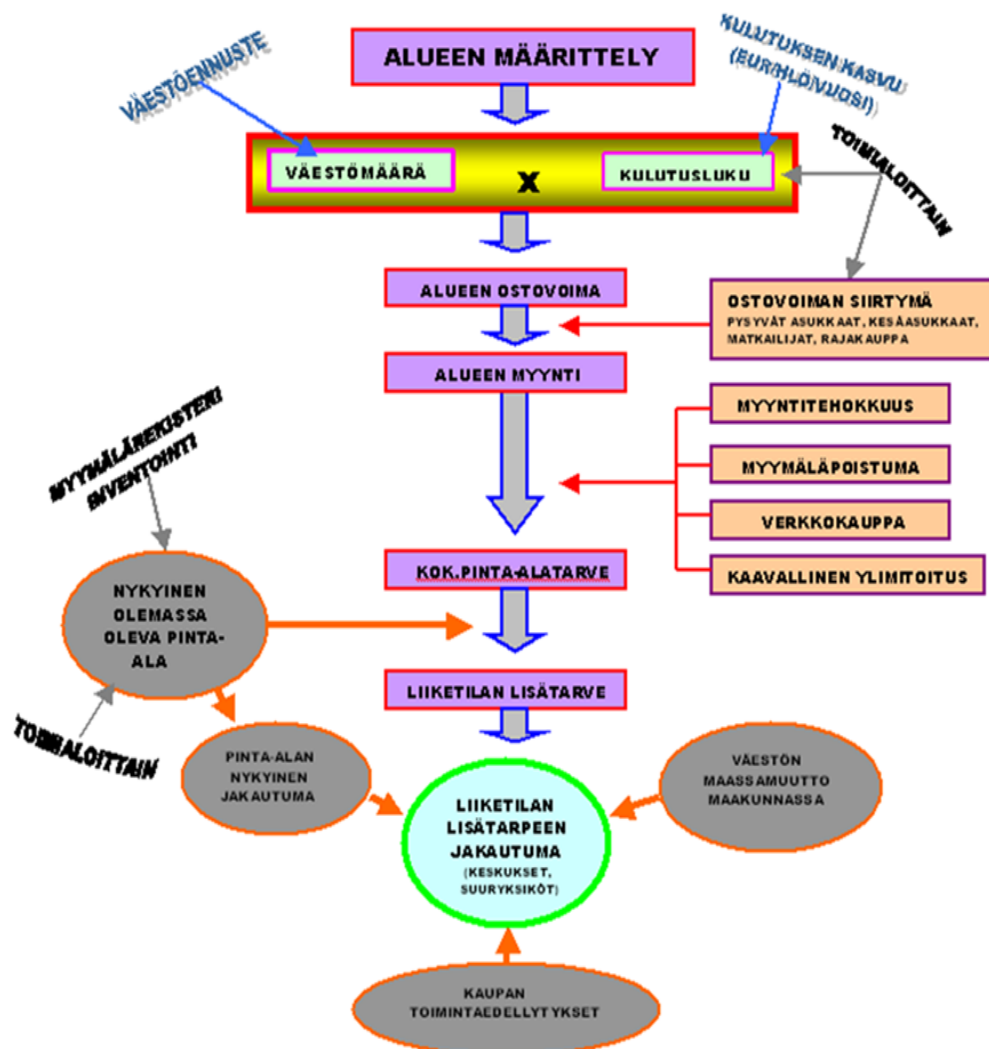 VÄESTÖENNUSTE
ALUEEN MÄÄRITTELY
KULUTUKSEN KASVU
(EUR/HLÖ/VUOSI)
VÄESTÖMÄÄRÄ
X
KULUTUSLUKU
TOIMIALOITTAIN
ALUEEN OSTOVOIMA
OSTOVOIMAN SIIRTYMÄ
PYSYVÄT ASUKKAAT, KESÄASUKKAAT,
MATKAILIJAT, RAJAKAUPPA
ALUEEN MYYNTI
MYYNTITEHOKKUUS
MYYMÄLÄPOISTUMA
VERKKOKAUPPA
KAAVALLINEN YLIMITOITUS
MYYMÄLÄREKISTERI
INVENTOINTI
KOK.PINTA-ALATARVE
NYKYINEN
OLEMASSA
OLEVA PINTA-
ALA
TOIMIALOITTAIN
LIIKETILAN LISÄTARVE
PINTA-ALAN
NYKYINEN
JAKAUTUMA
VÄESTÖN
MAASSAMUUTTO
MAAKUNNASSA
LIIKETILAN
LISÄTARPEEN
JAKAUTUMA
(KESKUKSET,
SUURYKSIKÖT)
KAUPAN
TOIMINTAEDELLYTYKSET